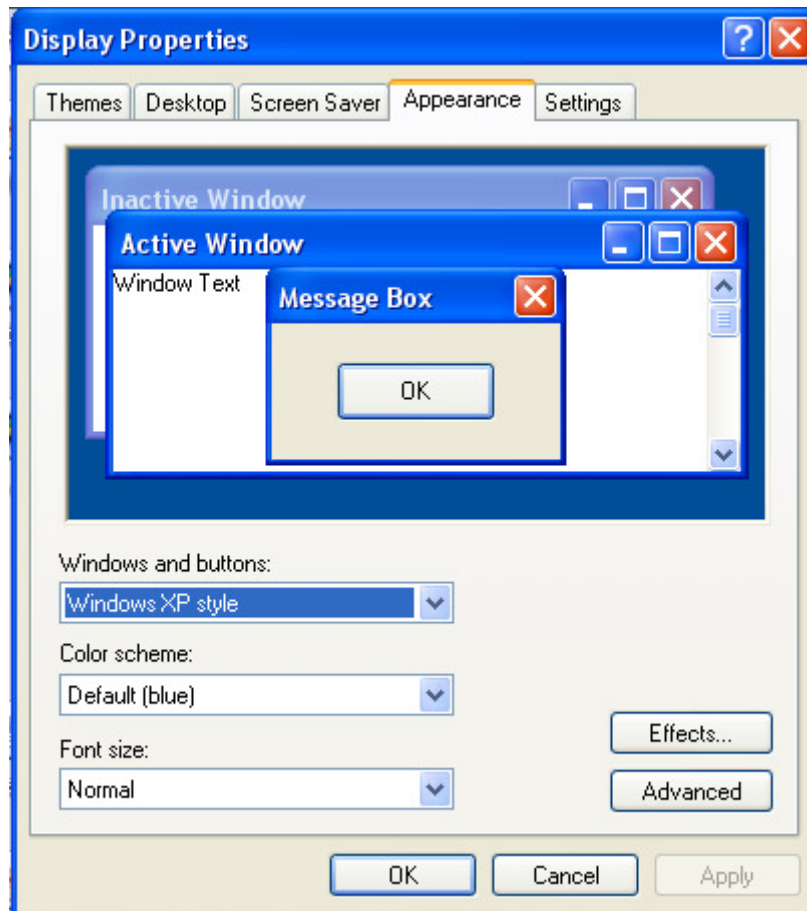 Display Properties
Themes Desktop Screen Saver Appearance Settings
Inactive Window
Active Window
Window Text
Message Box
OK
Windows and buttons:
Windows XP style
Color scheme:
Default (blue)
Effects...
Font size:
Normal
Advanced
OK Cancel Apply